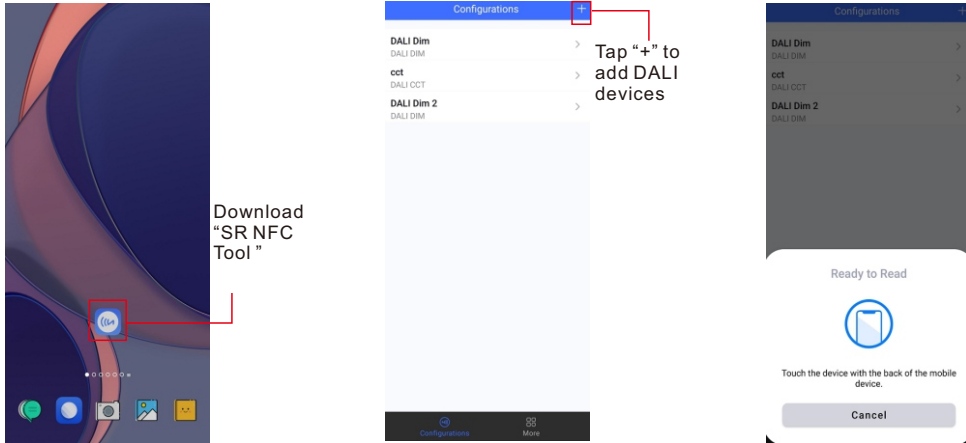 Download
“SR NFC
Tool ”
Configurations +
DALI Dim
DALI DIM
cct
DALI CCT
DALI Dim 2
DALI DIM
Configurations
More
Tap “+” to
add DALI
devices
Configurations +
DALI Dim
DALI DIM
cct
DALI CCT
DALI Dim 2
DALI DIM
Ready to Read
Touch the device with the back of the mobile
device.
Cancel